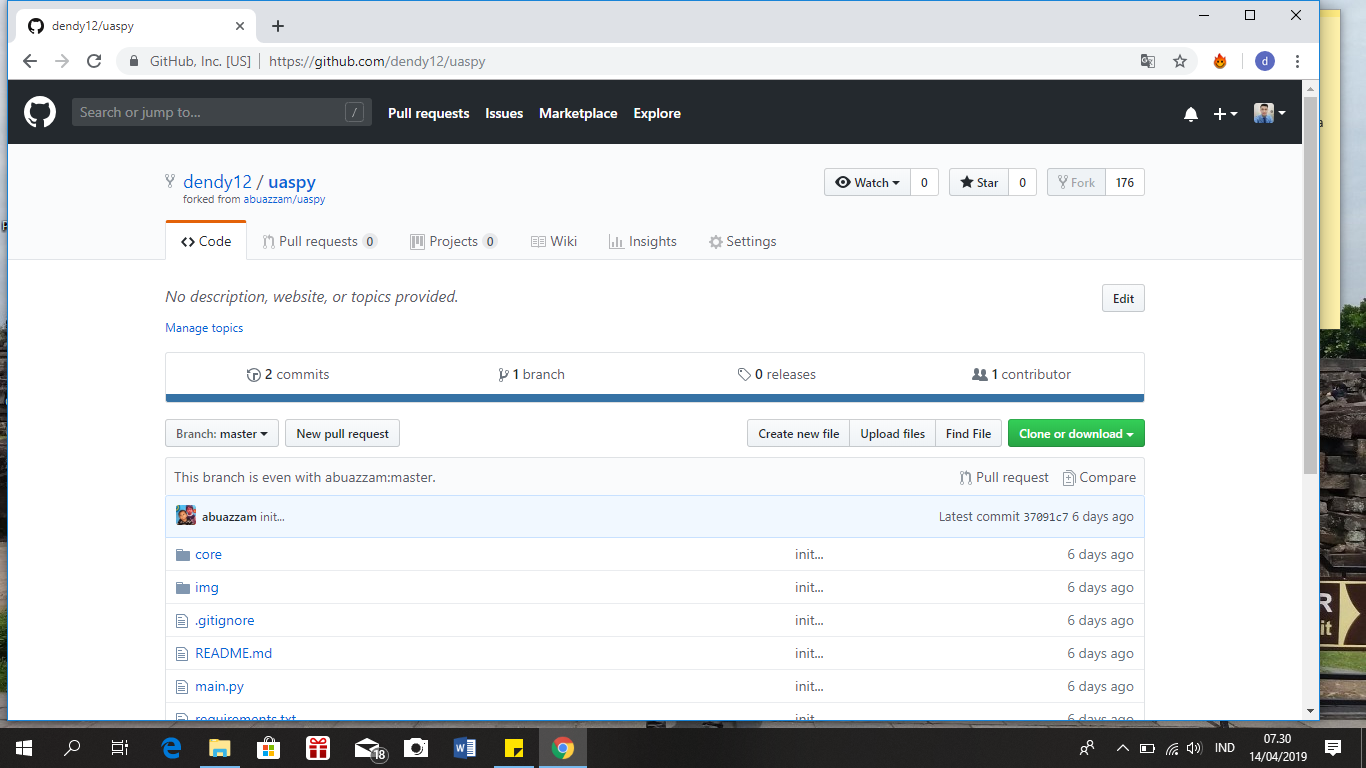 dendy12/uaspy
GitHub, Inc. [US] https://github.com/dendy12/uaspy
d
Search or jump to... /
Pull requests Issues Marketplace Explore
dendy12 / uaspy
forked from abuazzam/uaspy
Watch 0 Star 0 Fork 176
Code Pull requests 0 Projects 0 Wiki Insights Settings
No description, website, or topics provided.
Edit
Manage topics
2 commits 1 branch 0 releases 1 contributor
Branch: master New pull request Create new file Upload files Find File Clone or download
This branch is even with abuazzam:master. Pull request Compare
abuazzam init... Latest commit 37091c7 6 days ago
core init... 6 days ago
img init... 6 days ago
.gitignore init... 6 days ago
README.md init... 6 days ago
main.py init... 6 days ago
requirements.txt init... 6 days ago
18
IND
07.30
14/04/2019